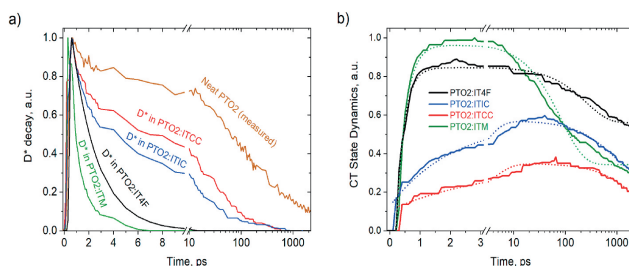 a)
D* decay, a.u.
1.0
0.8
0.6
0.4
0.2
0.0
Neat PTO2 (measured)
D* in PTO2:ITCC
D* in PTO2:ITIC
D* in PTO2:IT4F
D* in PTO2:ITM
0 2 4 6 8 10 100 1000
Time, ps
b)
CT State Dynamics, a.u.
1.0
0.8
0.6
0.4
0.2
0.0
PTO2:IT4F
PTO2:ITIC
PTO2:ITCC
PTO2:ITM
0 1 2 3 10 100 1000
Time, ps